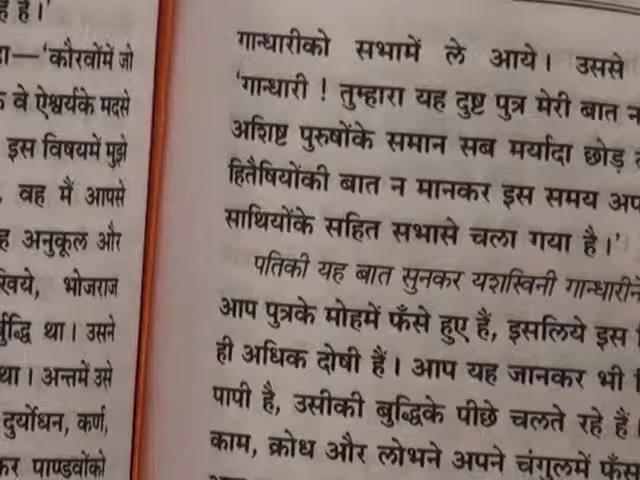 है।'
—'कौरवोंमें जो
वे ऐश्वर्यके मदसे
इस विषयमें मुझे
वह मैं आपसे
अनुकूल और
भोजराज
था। उसने
था। अन्तमें उसे
दुर्योधन, कर्ण,
पाण्डवोंको
गान्धारीको सभामें ले आये। उससे
'गान्धारी ! तुम्हारा यह दुष्ट पुत्र मेरी बात न
अशिष्ट पुरुषोंके समान सब मर्यादा छोड़
हितैषियोंकी बात न मानकर इस समय अप
साथियोंके सहित सभासे चला गया है।'
पतिकी यह बात सुनकर यशस्विनी गान्धारीने
आप पुत्रके मोहमें फँसे हुए हैं, इसलिये इस
ही अधिक दोषी हैं। आप यह जानकर भी
पापी है, उसीकी बुद्धिके पीछे चलते रहे हैं।
काम, क्रोध और लोभने अपने चंगुलमें फँस